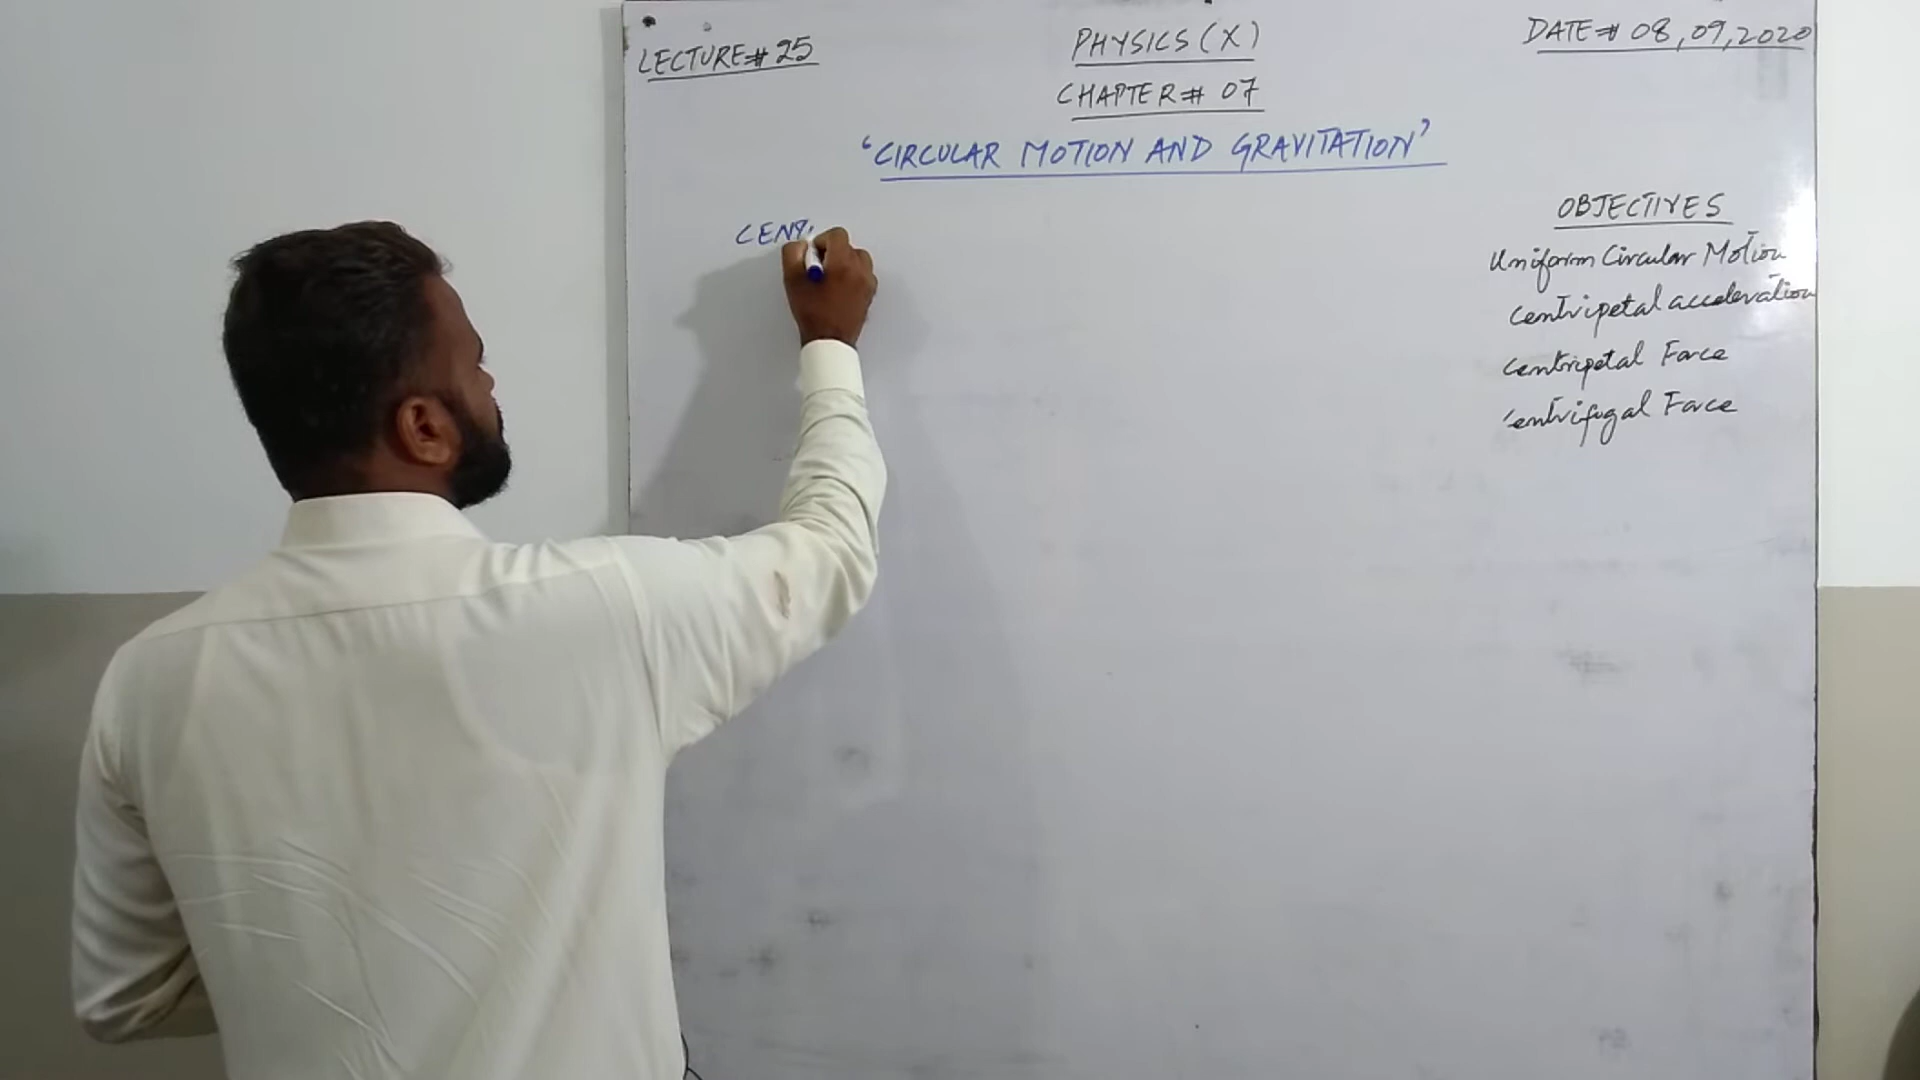 LECTURE# 25
PHYSICS (X)
DATE# 08,09,2020
CHAPTER# 07
'CIRCULAR MOTION AND GRAVITATION'
CENT
OBJECTIVES
Uniform Circular Motion
Centripetal acceleration
Centripetal Force
Centrifugal Force